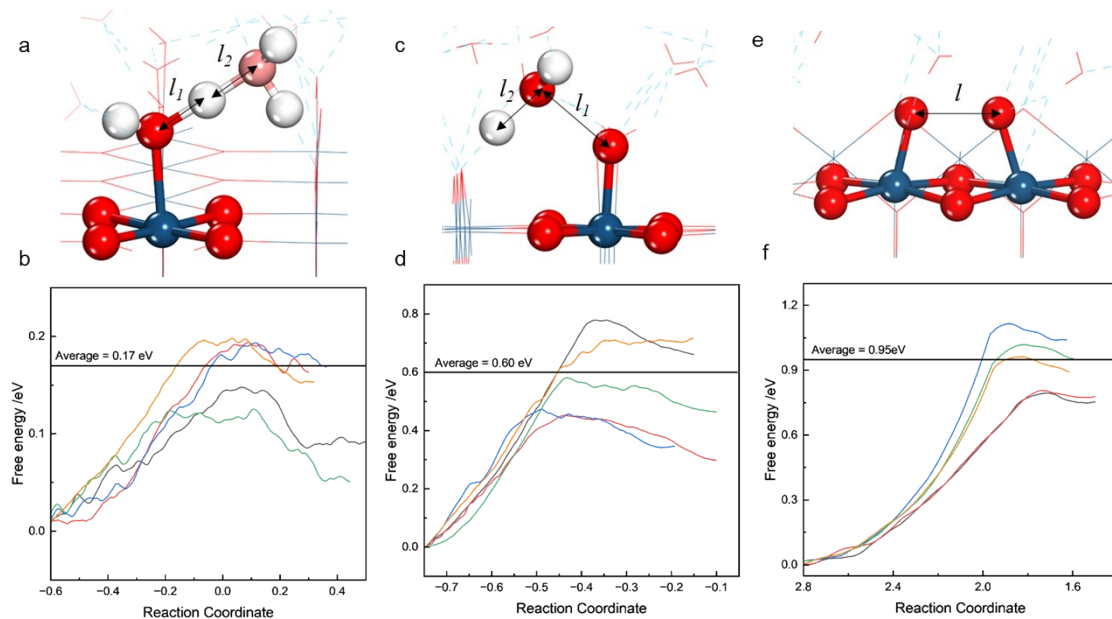 a
l2
l1
c
l2
l1
e
l
b
Average = 0.17 eV
0.2
0.1
0.0
Free energy /eV
−0.6
−0.4
−0.2
0.0
0.2
0.4
Reaction Coordinate
d
Average = 0.60 eV
0.8
0.6
0.4
0.2
0.0
Free energy /eV
−0.7
−0.6
−0.5
−0.4
−0.3
−0.2
−0.1
Reaction Coordinate
f
Average = 0.95eV
1.2
0.9
0.6
0.3
0.0
Free energy /eV
2.8
2.4
2.0
1.6
Reaction Coordinate